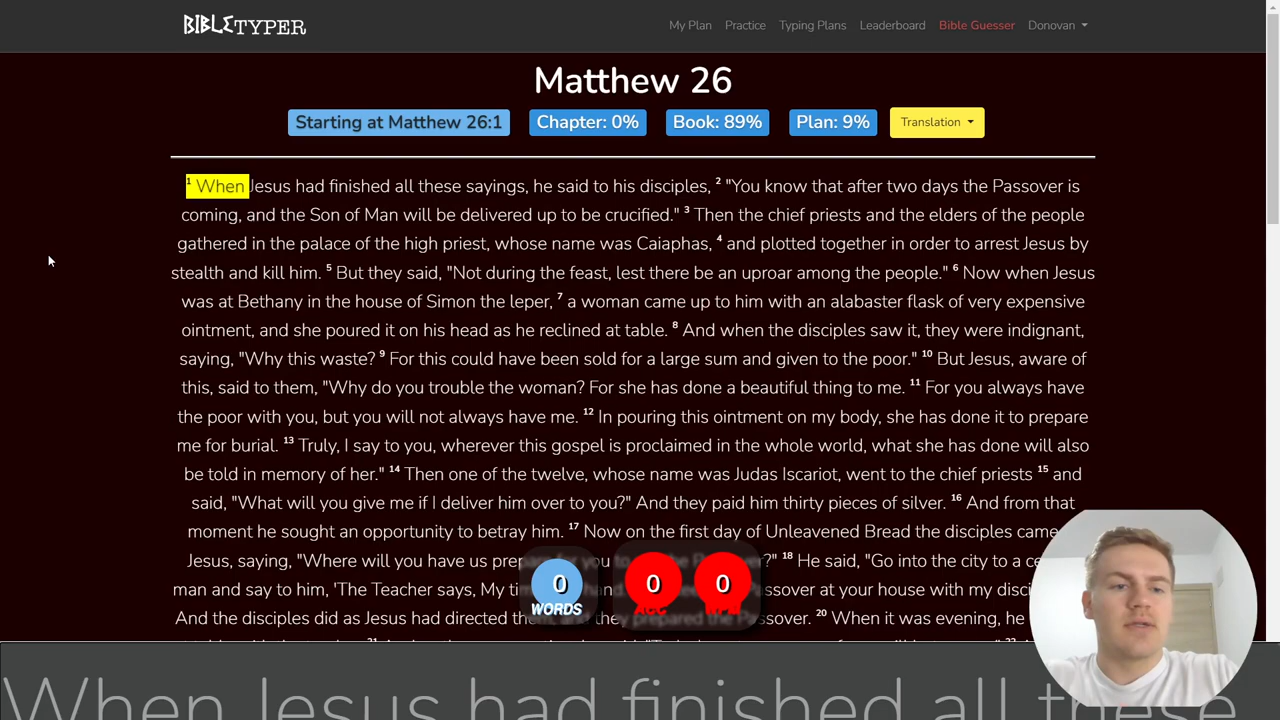 BIBLETYPER
My Plan Practice Typing Plans Leaderboard Bible Guesser Donovan
Matthew 26
Starting at Matthew 26:1 Chapter: 0% Book: 89% Plan: 9% Translation
1 When Jesus had finished all these sayings, he said to his disciples, 2 "You know that after two days the Passover is
coming, and the Son of Man will be delivered up to be crucified." 3 Then the chief priests and the elders of the people
gathered in the palace of the high priest, whose name was Caiaphas, 4 and plotted together in order to arrest Jesus by
stealth and kill him. 5 But they said, "Not during the feast, lest there be an uproar among the people." 6 Now when Jesus
was at Bethany in the house of Simon the leper, 7 a woman came up to him with an alabaster flask of very expensive
ointment, and she poured it on his head as he reclined at table. 8 And when the disciples saw it, they were indignant,
saying, "Why this waste? 9 For this could have been sold for a large sum and given to the poor." 10 But Jesus, aware of
this, said to them, "Why do you trouble the woman? For she has done a beautiful thing to me. 11 For you always have
the poor with you, but you will not always have me. 12 In pouring this ointment on my body, she has done it to prepare
me for burial. 13 Truly, I say to you, wherever this gospel is proclaimed in the whole world, what she has done will also
be told in memory of her." 14 Then one of the twelve, whose name was Judas Iscariot, went to the chief priests 15 and
said, "What will you give me if I deliver him over to you?" And they paid him thirty pieces of silver. 16 And from that
moment he sought an opportunity to betray him. 17 Now on the first day of Unleavened Bread the disciples came
Jesus, saying, "Where will you have us prepare for you to Passover?" 18 He said, "Go into the city to a
man and say to him, 'The Teacher says, My Passover at your house with my
And the disciples did as Jesus had directed them, and they prepared the Passover. 20 When it was evening, he
0 WORDS 0 ACC 0 WPM
When Jesus had finished all these